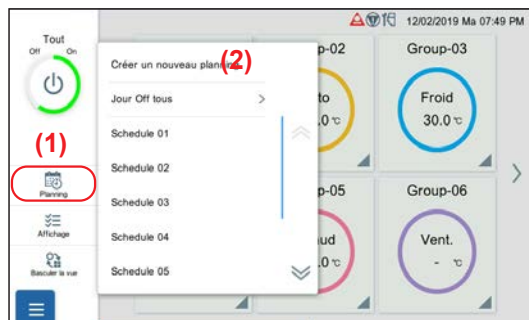 12/02/2019 Ma 07:49 PM
Tout
Off On
(1)
Planning
Affichage
Basculer la vue
Créer un nouveau planning
(2)
Jour Off tous >
Schedule 01
Schedule 02
Schedule 03
Schedule 04
Schedule 05
p-02
to
.0 °C
Group-03
Froid
30.0 °C
p-05
ud
.0 °C
Group-06
Vent.
- °C